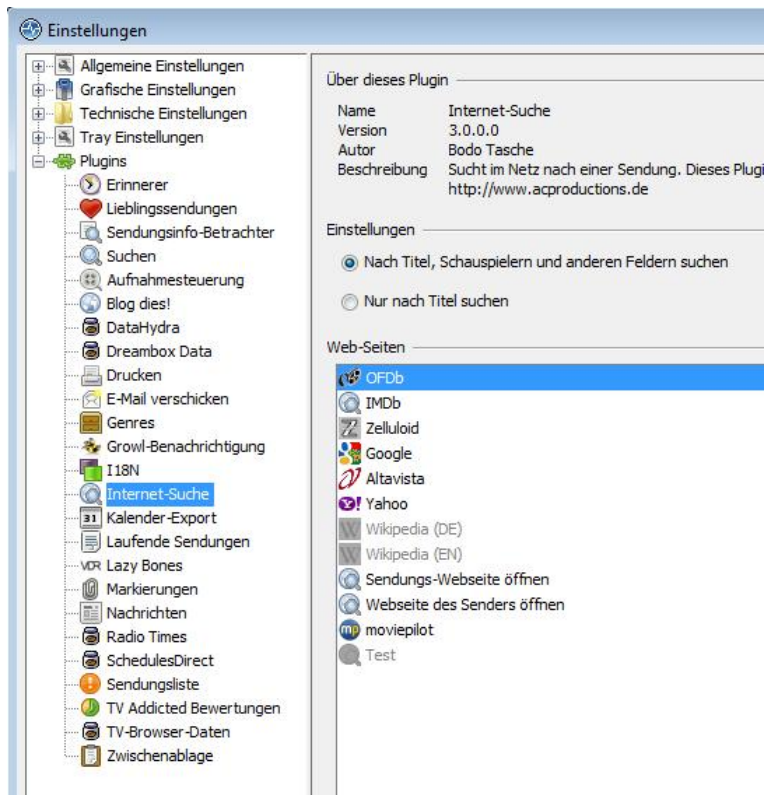 Einstellungen
Allgemeine Einstellungen
Grafische Einstellungen
Technische Einstellungen
Tray Einstellungen
Plugins
Erinnerer
Lieblingssendungen
Sendungsinfo-Betrachter
Suchen
Aufnahmesteuerung
Blog dies!
DataHydra
Dreambox Data
Drucken
E-Mail verschicken
Genres
Growl-Benachrichtigung
I18N
Internet-Suche
31 Kalender-Export
Laufende Sendungen
VDR Lazy Bones
Markierungen
Nachrichten
Radio Times
SchedulesDirect
Sendungsliste
TV Addicted Bewertungen
TV-Browser-Daten
Zwischenablage
Über dieses Plugin
Name Internet-Suche
Version 3.0.0.0
Autor Bodo Tasche
Beschreibung Sucht im Netz nach einer Sendung. Dieses Plugi
http://www.acproductions.de
Einstellungen
Nach Titel, Schauspielern und anderen Feldern suchen
Nur nach Titel suchen
Web-Seiten
OFDb
IMDb
Zelluloid
Google
Altavista
Yahoo
Wikipedia (DE)
Wikipedia (EN)
Sendungs-Webseite öffnen
Webseite des Senders öffnen
mp moviepilot
Test